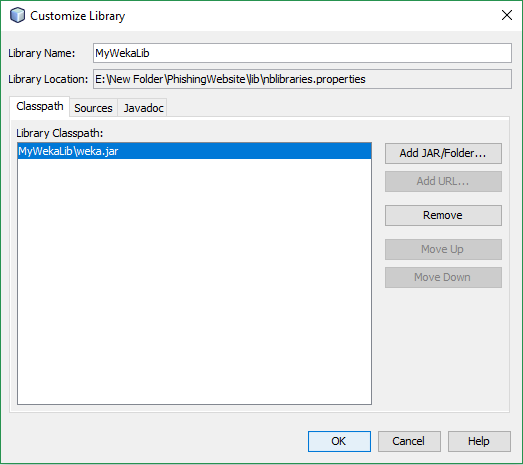 Customize Library
Library Name: MyWekaLib
Library Location: E:\New Folder\PhishingWebsite\lib\nblibraries.properties
Classpath Sources Javadoc
Library Classpath:
MyWekaLib\weka.jar
Add JAR/Folder...
Add URL...
Remove
Move Up
Move Down
OK Cancel Help